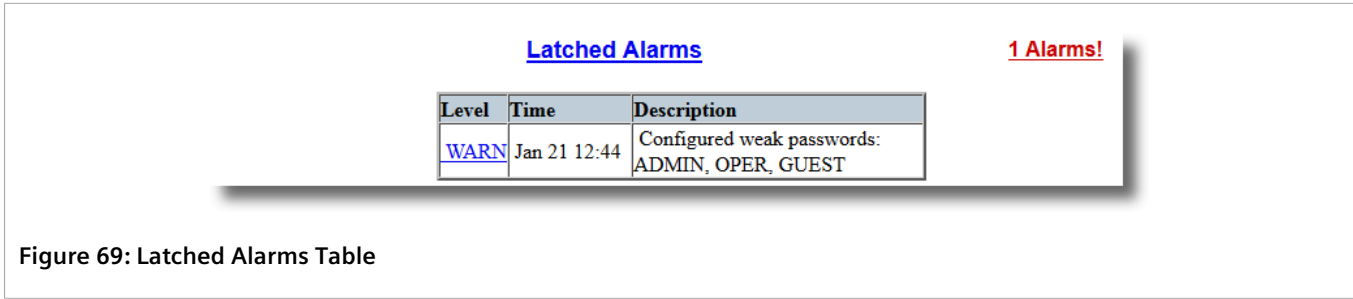 Latched Alarms
1 Alarms!
Level Time Description
WARN Jan 21 12:44 Configured weak passwords:
ADMIN, OPER, GUEST
Figure 69: Latched Alarms Table